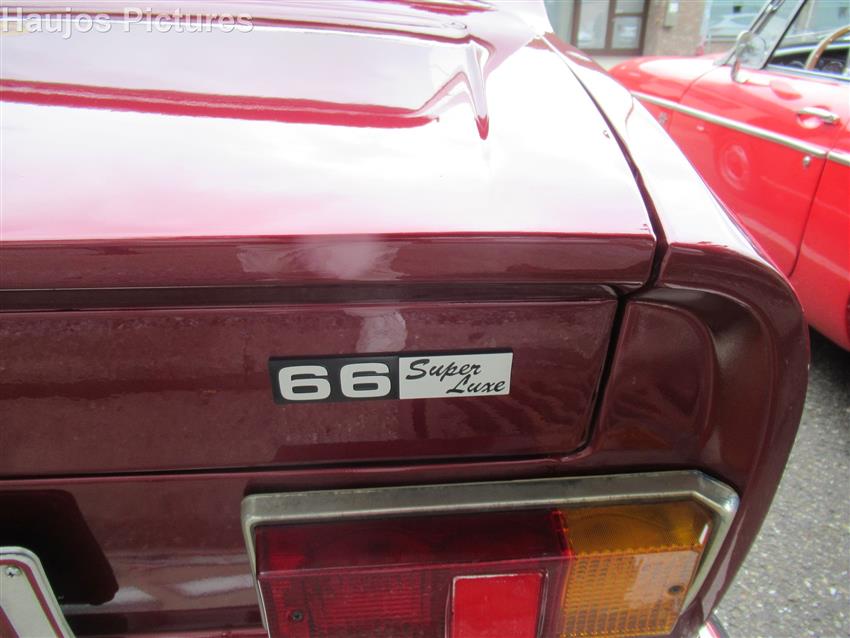 Haujos Pictures
66 Super
Luxe